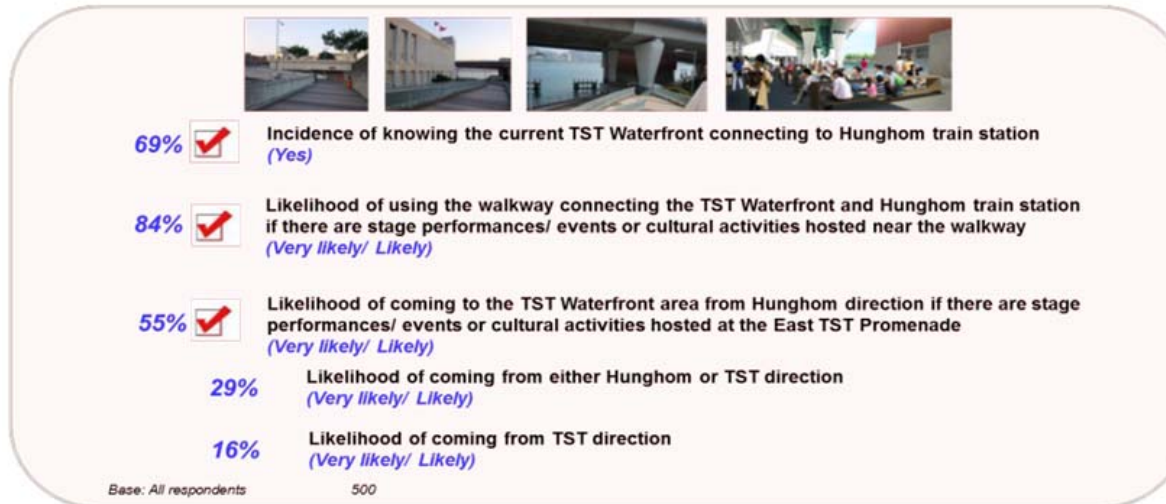 69%
Incidence of knowing the current TST Waterfront connecting to Hunghom train station
(Yes)
84%
Likelihood of using the walkway connecting the TST Waterfront and Hunghom train station
if there are stage performances/ events or cultural activities hosted near the walkway
(Very likely/ Likely)
55%
Likelihood of coming to the TST Waterfront area from Hunghom direction if there are stage
performances/ events or cultural activities hosted at the East TST Promenade
(Very likely/ Likely)
29%
Likelihood of coming from either Hunghom or TST direction
(Very likely/ Likely)
16%
Likelihood of coming from TST direction
(Very likely/ Likely)
Base: All respondents 500